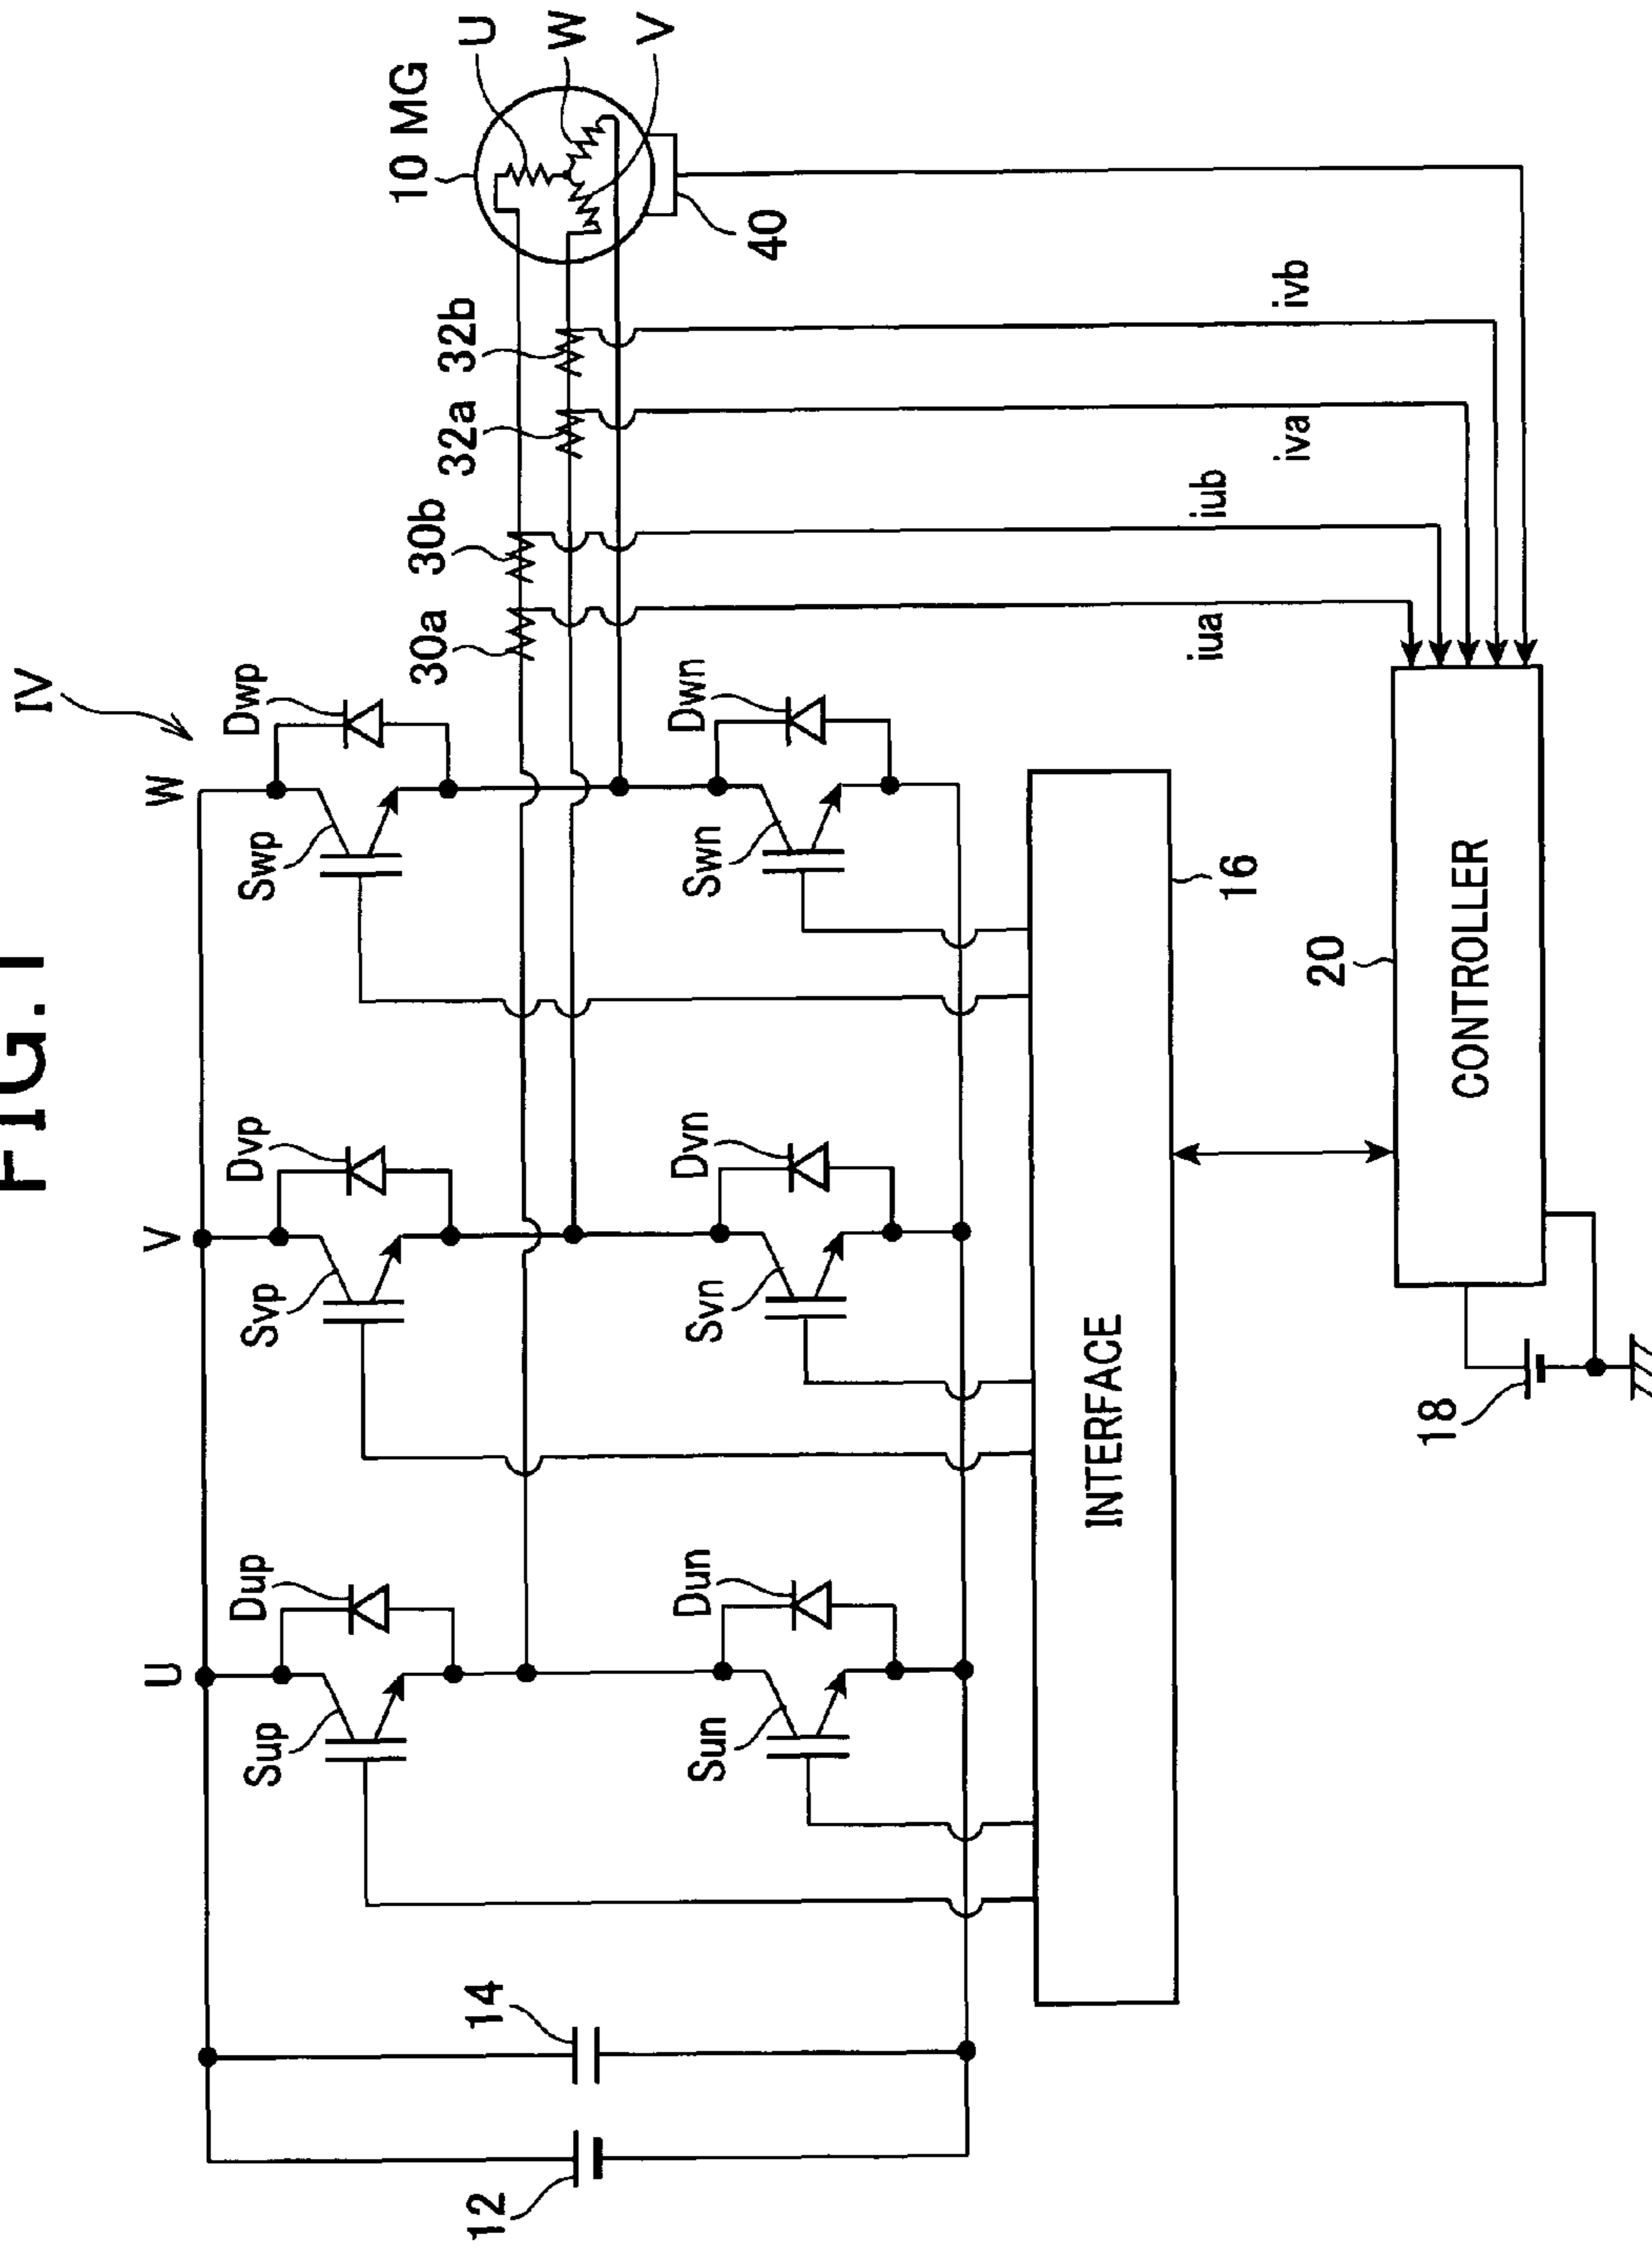 FIG.1
IV
U
V
W
Dup
Dvp
Dwp
Sup
Svp
Swp
10 MG
U
W
V
30a
30b
32a
32b
12
14
40
Dun
Dvn
Dwn
Sun
Svn
Swn
INTERFACE
16
iua
iub
iva
ivb
20
CONTROLLER
18